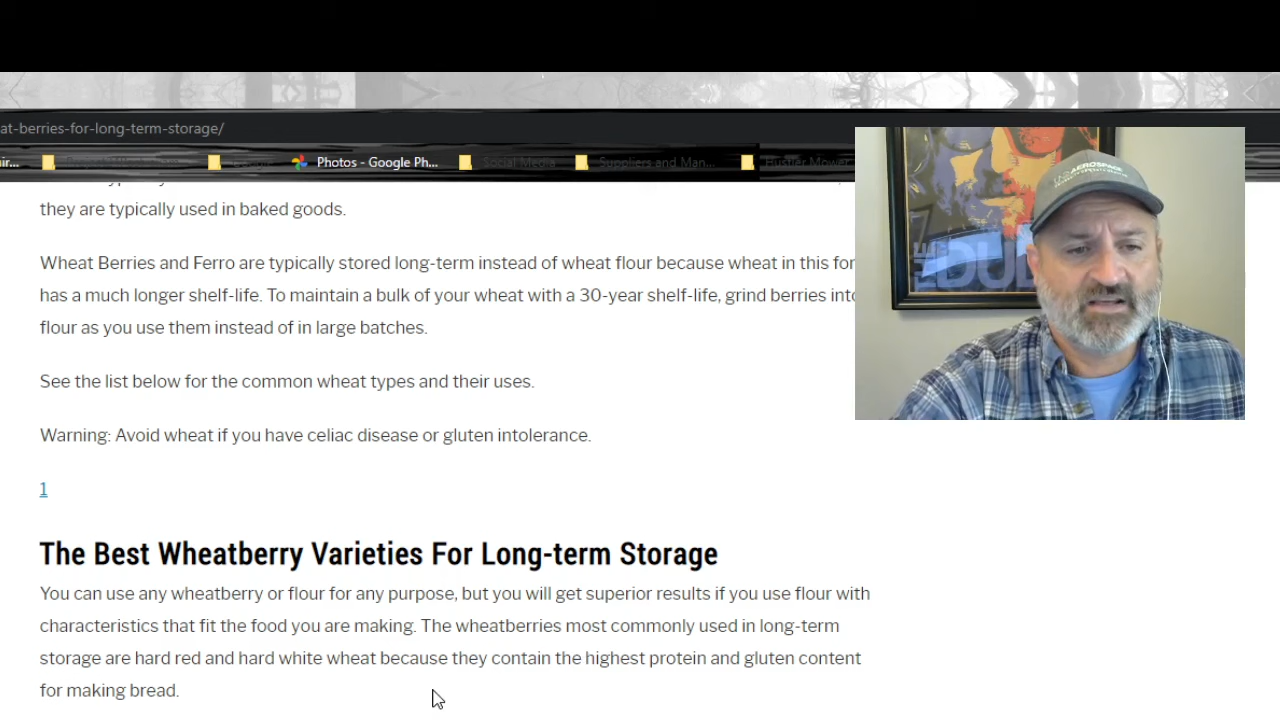 at-berries-for-long-term-storage/
Photos - Google Ph...
Social Media
Suppliers and Man...
Hustler Mower
AEROSPACE
THE DUD
they are typically used in baked goods.
Wheat Berries and Ferro are typically stored long-term instead of wheat flour because wheat in this for
has a much longer shelf-life. To maintain a bulk of your wheat with a 30-year shelf-life, grind berries into
flour as you use them instead of in large batches.
See the list below for the common wheat types and their uses.
Warning: Avoid wheat if you have celiac disease or gluten intolerance.
1
The Best Wheatberry Varieties For Long-term Storage
You can use any wheatberry or flour for any purpose, but you will get superior results if you use flour with
characteristics that fit the food you are making. The wheatberries most commonly used in long-term
storage are hard red and hard white wheat because they contain the highest protein and gluten content
for making bread.